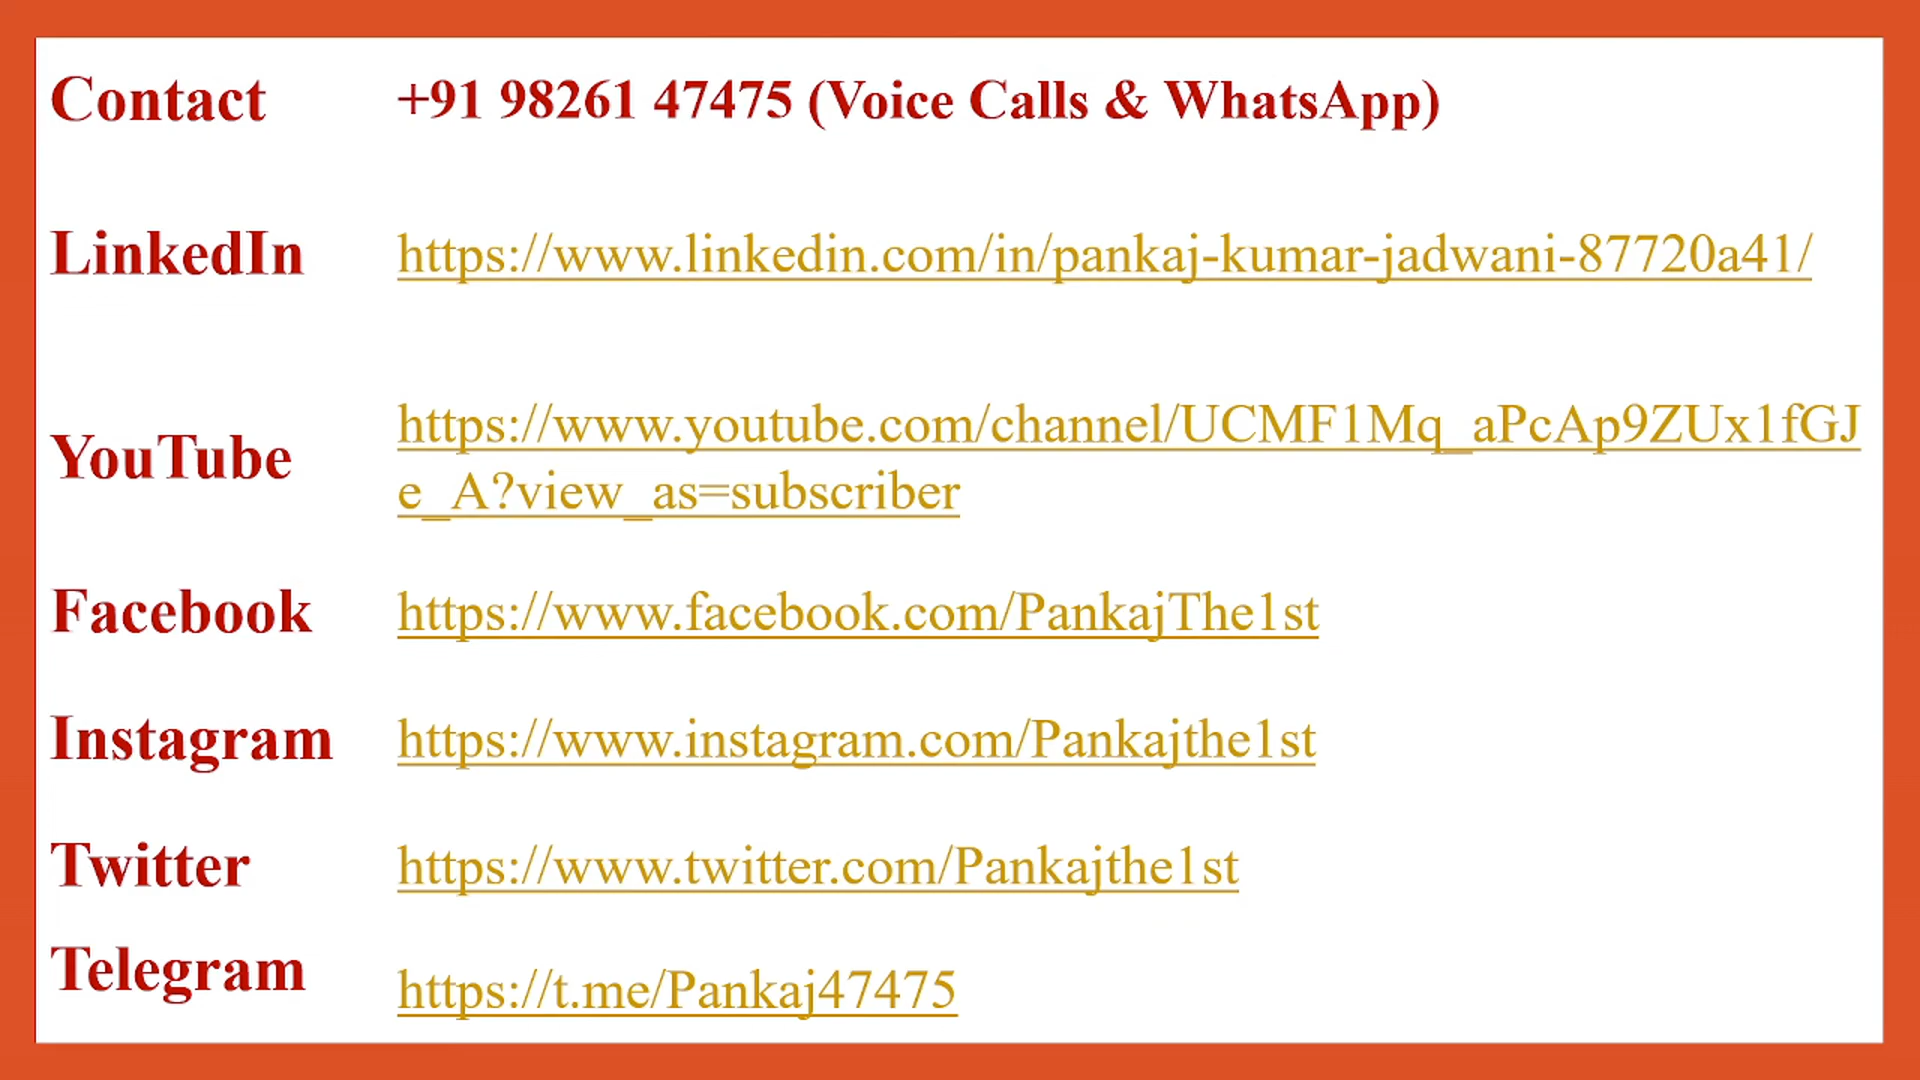 Contact +91 98261 47475 (Voice Calls & WhatsApp)
LinkedIn https://www.linkedin.com/in/pankaj-kumar-jadwani-87720a41/
YouTube https://www.youtube.com/channel/UCMF1Mq_aPcAp9ZUx1fGJ
e_A?view_as=subscriber
Facebook https://www.facebook.com/PankajThe1st
Instagram https://www.instagram.com/Pankajthe1st
Twitter https://www.twitter.com/Pankajthe1st
Telegram https://t.me/Pankaj47475